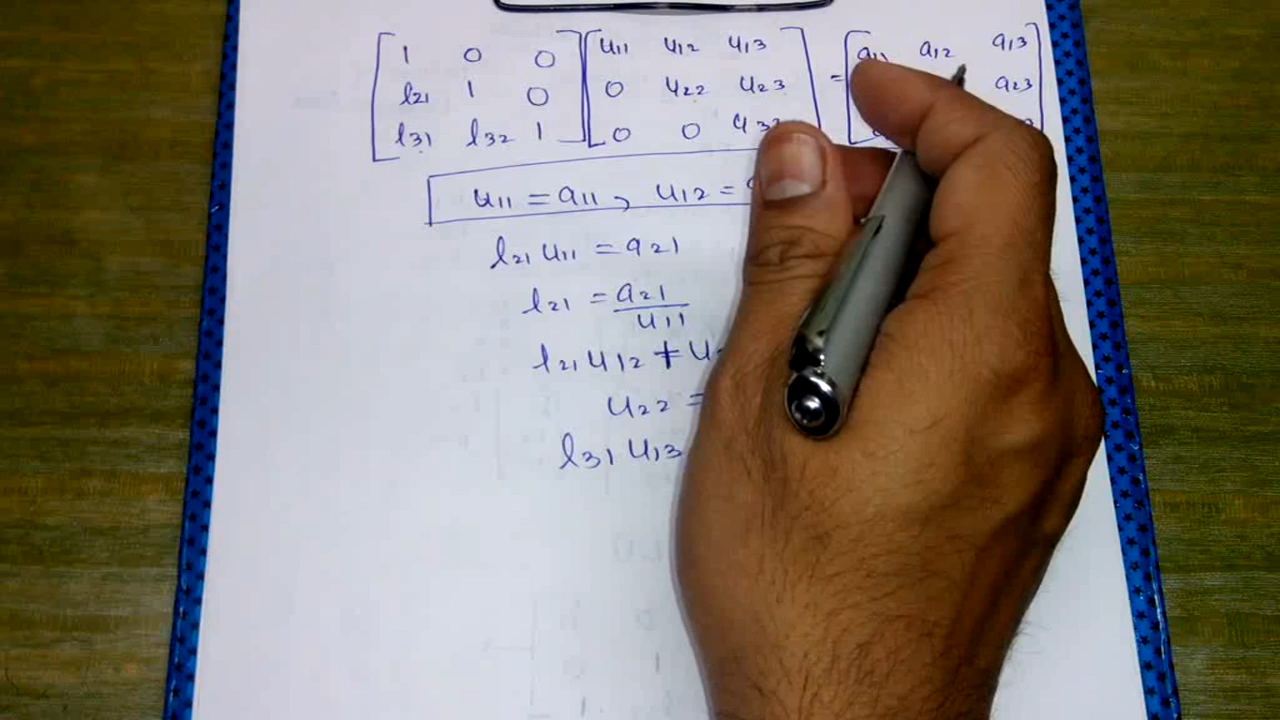 1 0 0 u11 u12 u13 = a11 a12 a13
l21 1 0 0 u22 u23 a23
l31 l32 1 0 0 u33
u11 = a11 , u12 =
l21 u11 = a21
l21 = a21
u11
l21 u12 + u
u22 =
l31 u13